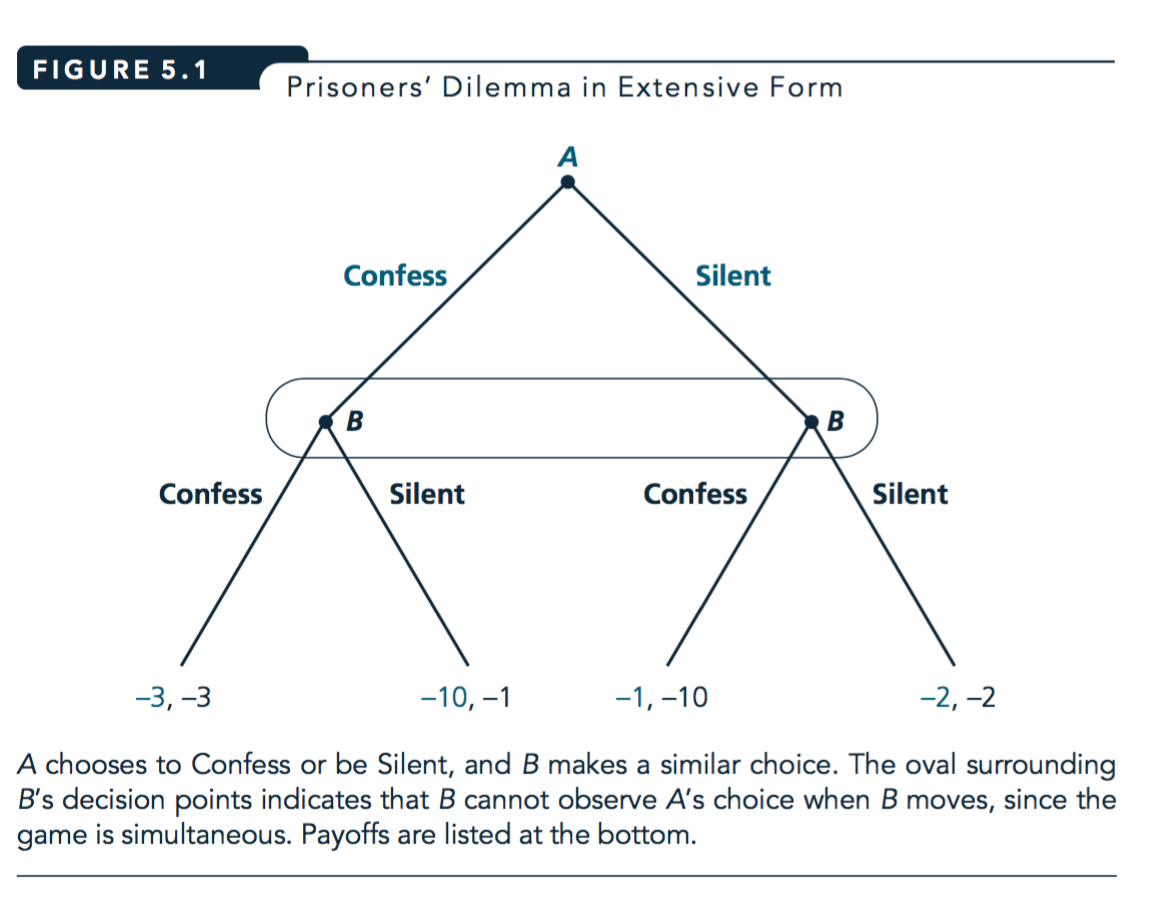 FIGURE 5.1
Prisoners' Dilemma in Extensive Form
A
Confess
Silent
B
B
Confess
Silent
Confess
Silent
–3, –3
–10, –1
–1, –10
–2, –2
A chooses to Confess or be Silent, and B makes a similar choice. The oval surrounding
B's decision points indicates that B cannot observe A's choice when B moves, since the
game is simultaneous. Payoffs are listed at the bottom.